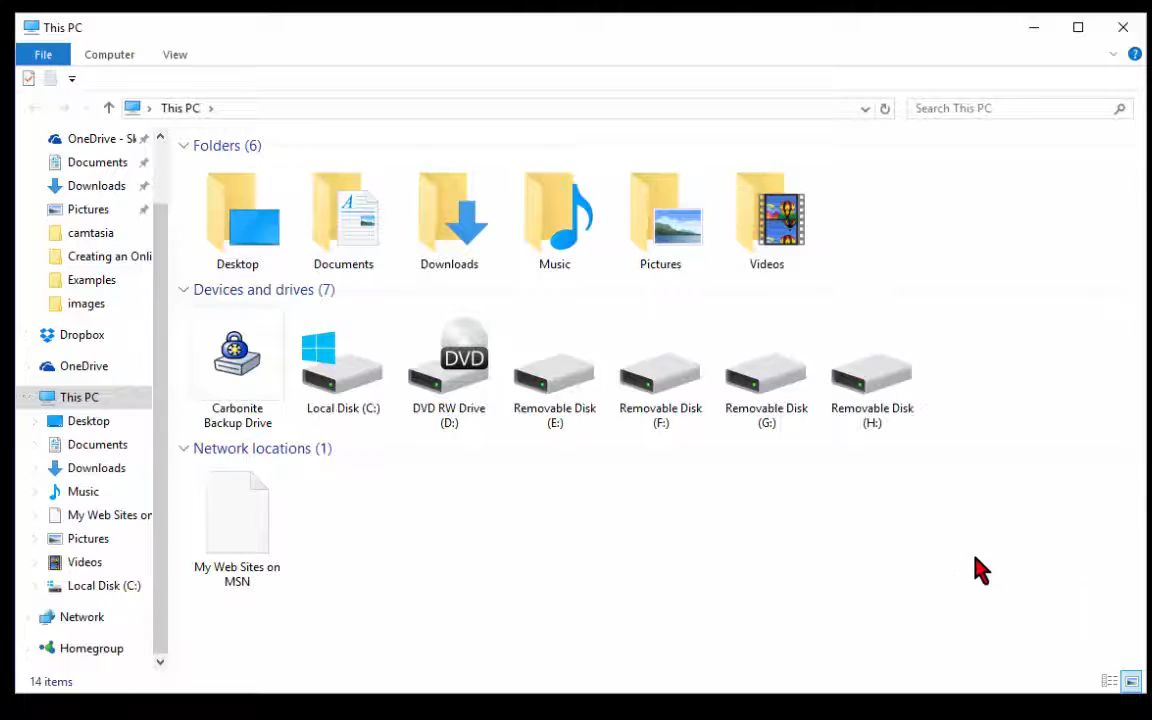 This PC
File Computer View
This PC
Search This PC
OneDrive - Sk
Documents
Downloads
Pictures
camtasia
Creating an Onli
Examples
images
Dropbox
OneDrive
This PC
Desktop
Documents
Downloads
Music
My Web Sites on
Pictures
Videos
Local Disk (C:)
Network
Homegroup
Folders (6)
Desktop
Documents
Downloads
Music
Pictures
Videos
Devices and drives (7)
Carbonite
Backup Drive
Local Disk (C:)
DVD
DVD RW Drive
(D:)
Removable Disk
(E:)
Removable Disk
(F:)
Removable Disk
(G:)
Removable Disk
(H:)
Network locations (1)
My Web Sites on
MSN
14 items